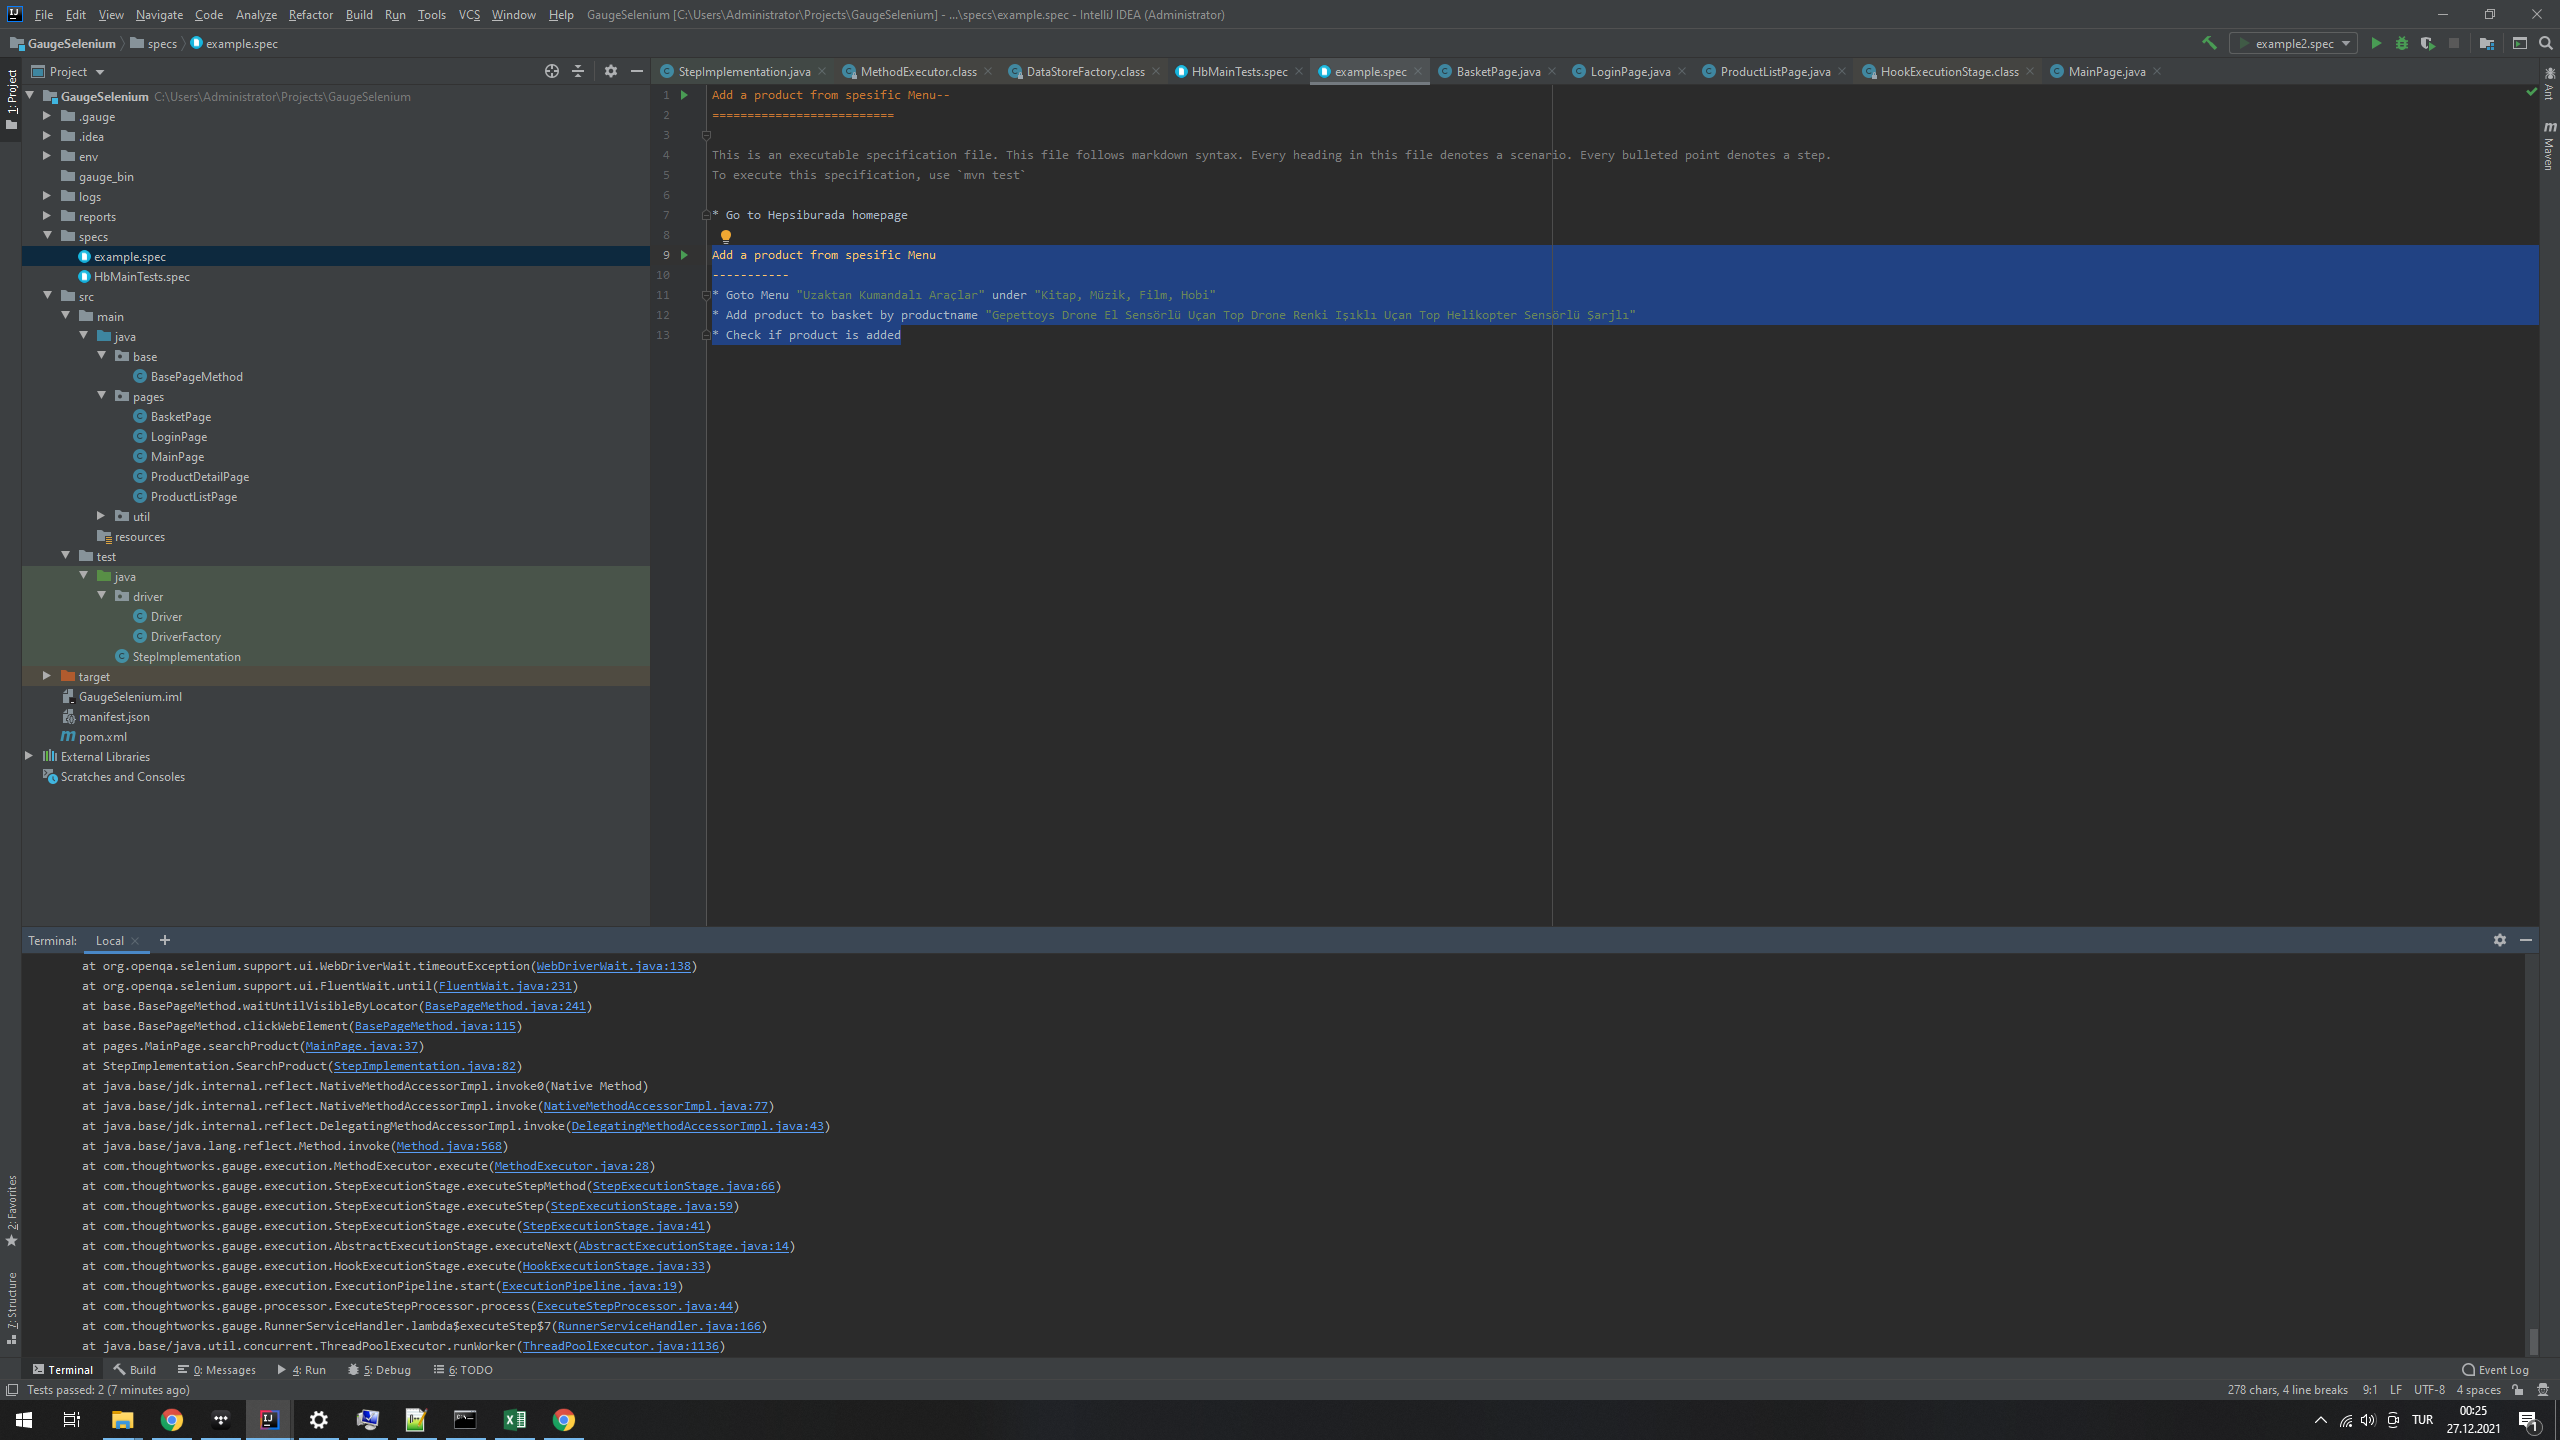 File Edit View Navigate Code Analyze Refactor Build Run Tools VCS Window Help GaugeSelenium [C:\Users\Administrator\Projects\GaugeSelenium] - ...\specs\example.spec - IntelliJ IDEA (Administrator)
GaugeSelenium specs example.spec example2.spec
Project
StepImplementation.java MethodExecutor.class DataStoreFactory.class HbMainTests.spec example.spec BasketPage.java LoginPage.java ProductListPage.java HookExecutionStage.class MainPage.java
1: Project
GaugeSelenium C:\Users\Administrator\Projects\GaugeSelenium
.gauge
.idea
env
gauge_bin
logs
reports
specs
example.spec
HbMainTests.spec
src
main
java
base
BasePageMethod
pages
BasketPage
LoginPage
MainPage
ProductDetailPage
ProductListPage
util
resources
test
java
driver
Driver
DriverFactory
StepImplementation
target
GaugeSelenium.iml
manifest.json
pom.xml
External Libraries
Scratches and Consoles
1 Add a product from spesific Menu--
2 ==========================
3
4 This is an executable specification file. This file follows markdown syntax. Every heading in this file denotes a scenario. Every bulleted point denotes a step.
5 To execute this specification, use `mvn test`
6
7 * Go to Hepsiburada homepage
8
9 Add a product from spesific Menu
10 -----------
11 * Goto Menu "Uzaktan Kumandalı Araçlar" under "Kitap, Müzik, Film, Hobi"
12 * Add product to basket by productname "Gepettoys Drone El Sensörlü Uçan Top Drone Renki Işıklı Uçan Top Helikopter Sensörlü Şarjlı"
13 * Check if product is added
Ant
Maven
Terminal: Local
at org.openqa.selenium.support.ui.WebDriverWait.timeoutException(WebDriverWait.java:138)
at org.openqa.selenium.support.ui.FluentWait.until(FluentWait.java:231)
at base.BasePageMethod.waitUntilVisibleByLocator(BasePageMethod.java:241)
at base.BasePageMethod.clickWebElement(BasePageMethod.java:115)
at pages.MainPage.searchProduct(MainPage.java:37)
at StepImplementation.SearchProduct(StepImplementation.java:82)
at java.base/jdk.internal.reflect.NativeMethodAccessorImpl.invoke0(Native Method)
at java.base/jdk.internal.reflect.NativeMethodAccessorImpl.invoke(NativeMethodAccessorImpl.java:77)
at java.base/jdk.internal.reflect.DelegatingMethodAccessorImpl.invoke(DelegatingMethodAccessorImpl.java:43)
at java.base/java.lang.reflect.Method.invoke(Method.java:568)
at com.thoughtworks.gauge.execution.MethodExecutor.execute(MethodExecutor.java:28)
at com.thoughtworks.gauge.execution.StepExecutionStage.executeStepMethod(StepExecutionStage.java:66)
at com.thoughtworks.gauge.execution.StepExecutionStage.executeStep(StepExecutionStage.java:59)
at com.thoughtworks.gauge.execution.StepExecutionStage.execute(StepExecutionStage.java:41)
at com.thoughtworks.gauge.execution.AbstractExecutionStage.executeNext(AbstractExecutionStage.java:14)
at com.thoughtworks.gauge.execution.HookExecutionStage.execute(HookExecutionStage.java:33)
at com.thoughtworks.gauge.execution.ExecutionPipeline.start(ExecutionPipeline.java:19)
at com.thoughtworks.gauge.processor.ExecuteStepProcessor.process(ExecuteStepProcessor.java:44)
at com.thoughtworks.gauge.RunnerServiceHandler.lambda$executeStep$7(RunnerServiceHandler.java:166)
at java.base/java.util.concurrent.ThreadPoolExecutor.runWorker(ThreadPoolExecutor.java:1136)
2: Favorites
7: Structure
Terminal Build 0: Messages 4: Run 5: Debug 6: TODO Event Log
Tests passed: 2 (7 minutes ago) 278 chars, 4 line breaks 9:1 LF UTF-8 4 spaces
TUR 00:25
27.12.2021 1